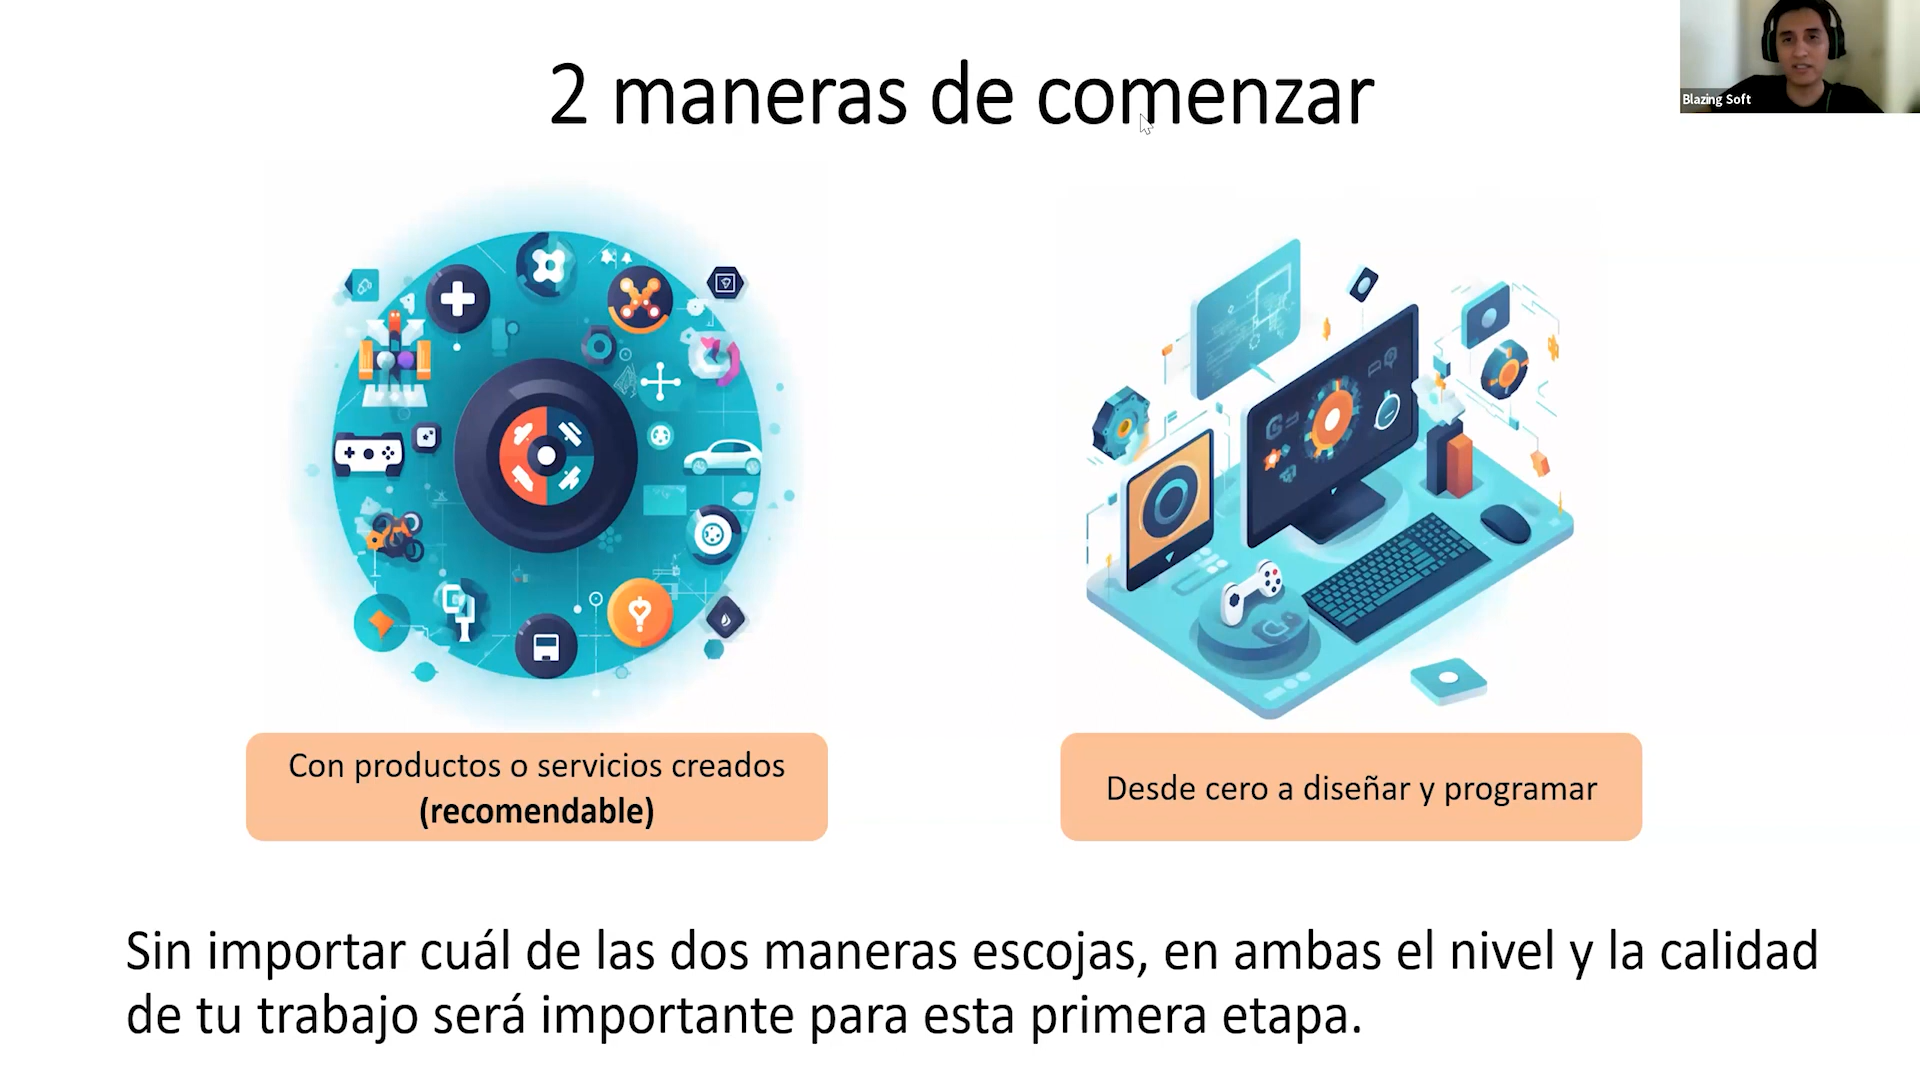 2 maneras de comenzar
Blazing Soft
Con productos o servicios creados
(recomendable)
Desde cero a diseñar y programar
Sin importar cuál de las dos maneras escojas, en ambas el nivel y la calidad
de tu trabajo será importante para esta primera etapa.